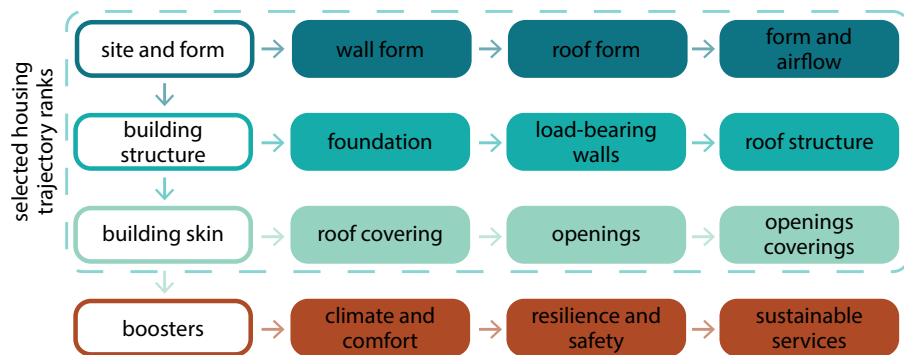 selected housing
trajectory ranks
site and form
wall form
roof form
form and
airflow
building
structure
foundation
load-bearing
walls
roof structure
building skin
roof covering
openings
openings
coverings
boosters
climate and
comfort
resilience and
safety
sustainable
services